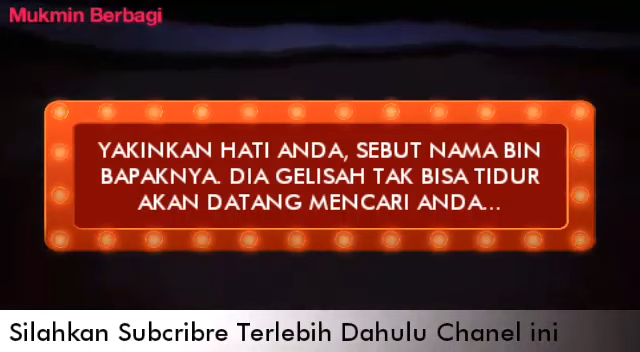 Mukmin Berbagi
YAKINKAN HATI ANDA, SEBUT NAMA BIN
BAPAKNYA. DIA GELISAH TAK BISA TIDUR
AKAN DATANG MENCARI ANDA...
Silahkan Subcribre Terlebih Dahulu Chanel ini